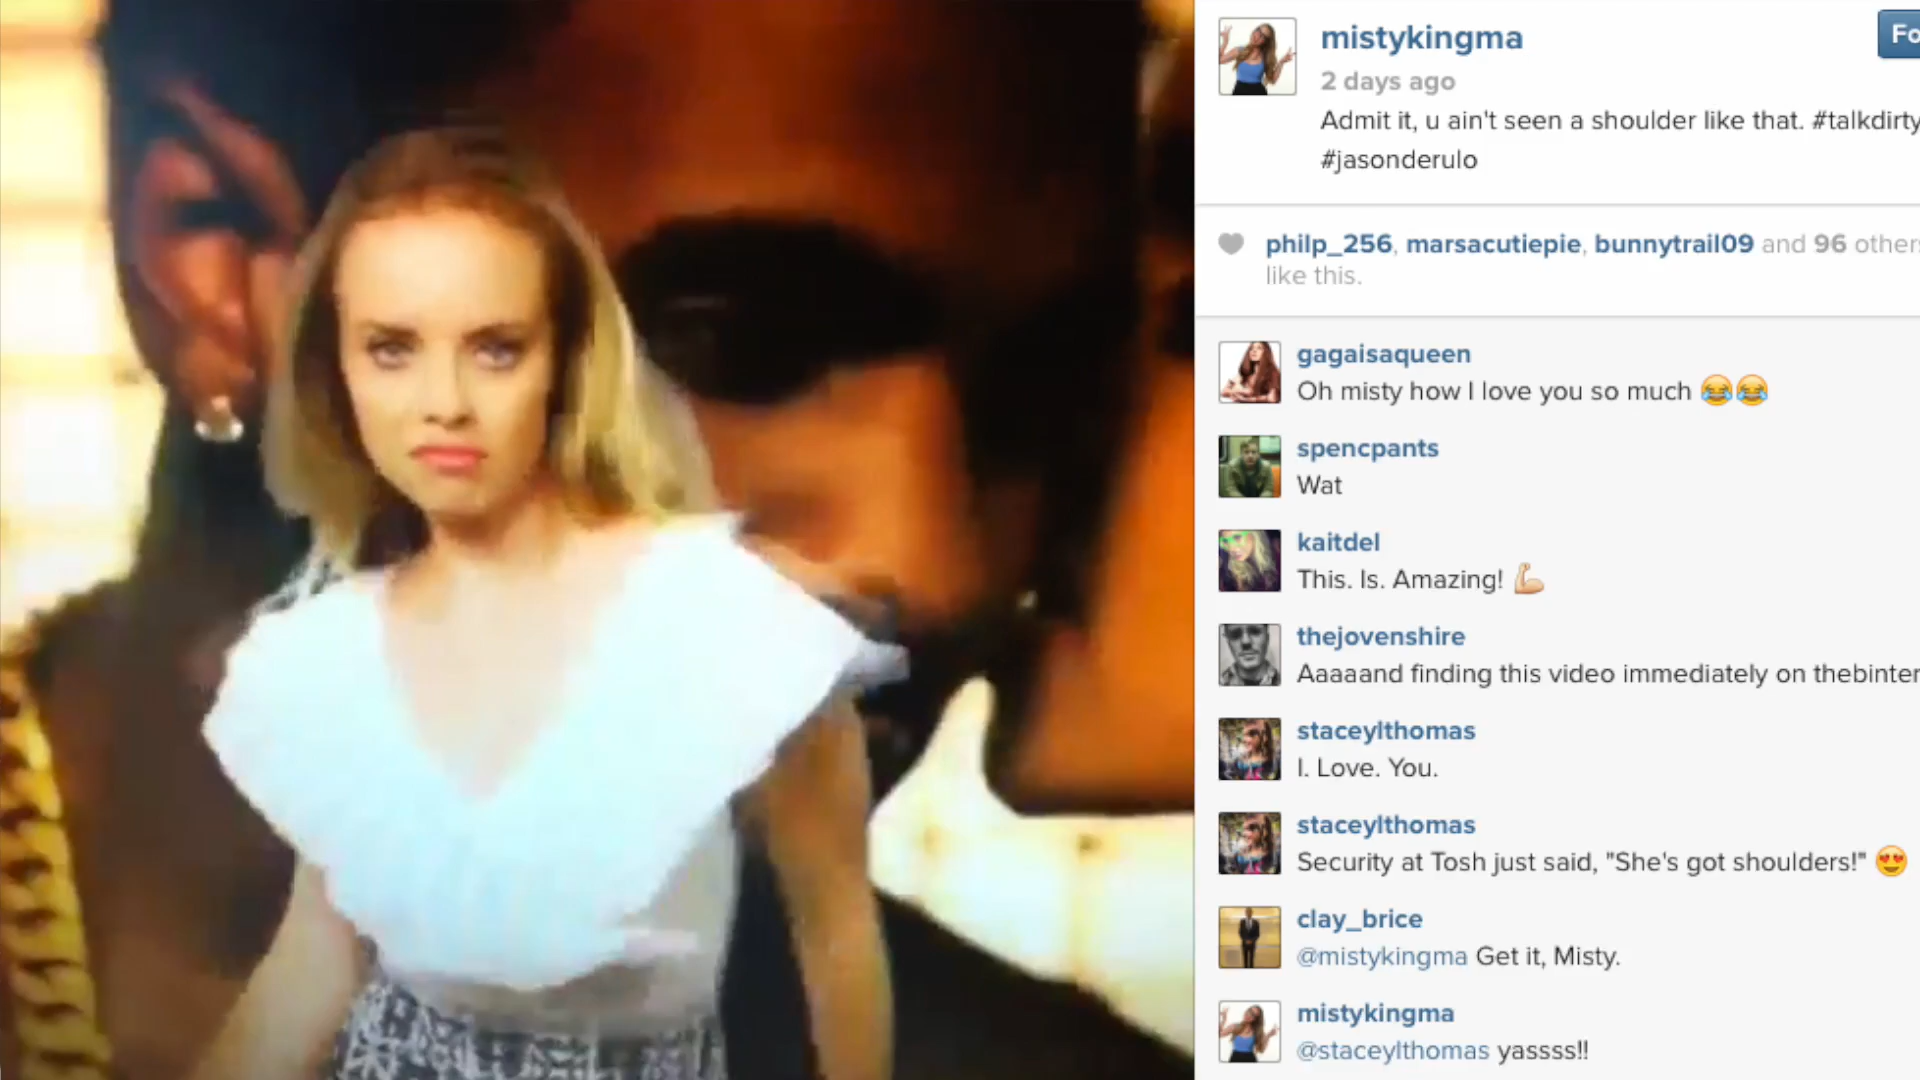 mistykingma
Fo
2 days ago
Admit it, u ain't seen a shoulder like that. #talkdirty
#jasonderulo
philp_256, marsacutiepie, bunnytrail09 and 96 others
like this.
gagaisaqueen
Oh misty how I love you so much 😂😂
spencpants
Wat
kaitdel
This. Is. Amazing! 💪
thejovenshire
Aaaaand finding this video immediately on thebinter
staceylthomas
I. Love. You.
staceylthomas
Security at Tosh just said, "She's got shoulders!" 😍
clay_brice
@mistykingma Get it, Misty.
mistykingma
@staceylthomas yassss!!